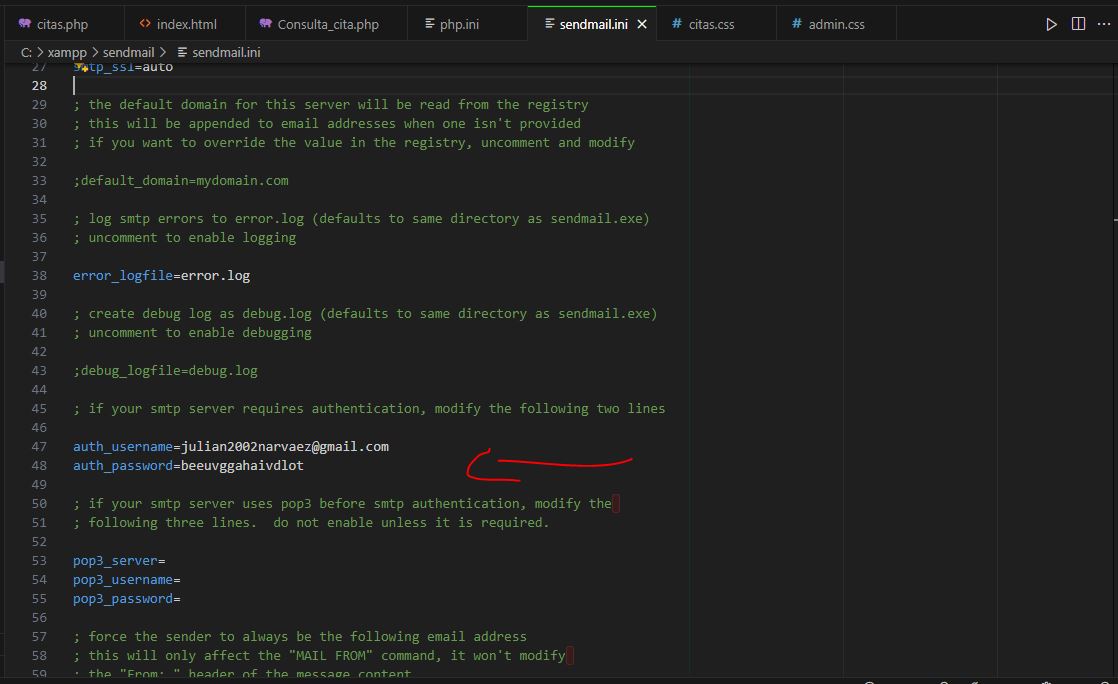 citas.php
index.html
Consulta_cita.php
php.ini
sendmail.ini
citas.css
admin.css
C: > xampp > sendmail > sendmail.ini
27 smtp_ssl=auto
28
29 ; the default domain for this server will be read from the registry
30 ; this will be appended to email addresses when one isn't provided
31 ; if you want to override the value in the registry, uncomment and modify
32
33 ;default_domain=mydomain.com
34
35 ; log smtp errors to error.log (defaults to same directory as sendmail.exe)
36 ; uncomment to enable logging
37
38 error_logfile=error.log
39
40 ; create debug log as debug.log (defaults to same directory as sendmail.exe)
41 ; uncomment to enable debugging
42
43 ;debug_logfile=debug.log
44
45 ; if your smtp server requires authentication, modify the following two lines
46
47 auth_username=julian2002narvaez@gmail.com
48 auth_password=beeuvggahaivdlot
49
50 ; if your smtp server uses pop3 before smtp authentication, modify the
51 ; following three lines.  do not enable unless it is required.
52
53 pop3_server=
54 pop3_username=
55 pop3_password=
56
57 ; force the sender to always be the following email address
58 ; this will only affect the "MAIL FROM" command, it won't modify
59 ; the "From: " header of the message content